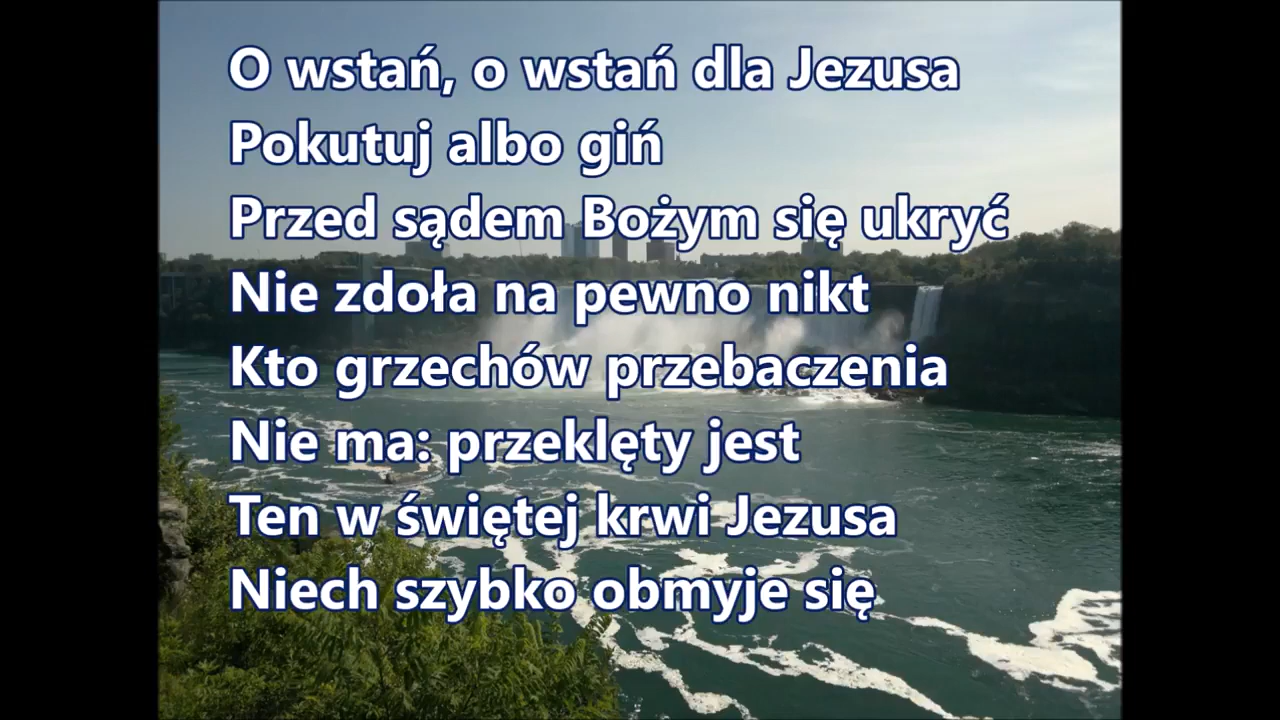 O wstań, o wstań dla Jezusa
Pokutuj albo giń
Przed sądem Bożym się ukryć
Nie zdoła na pewno nikt
Kto grzechów przebaczenia
Nie ma: przeklęty jest
Ten w świętej krwi Jezusa
Niech szybko obmyje się